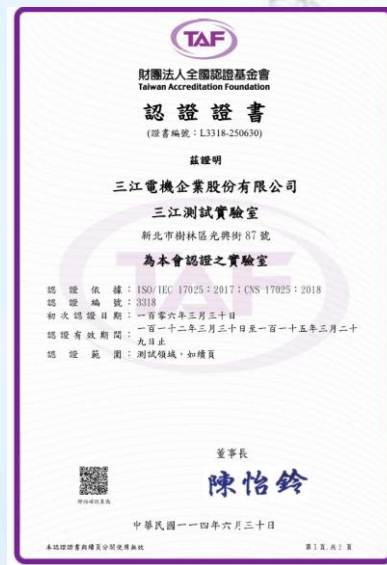 TAF
財團法人全國認證基金會
Taiwan Accreditation Foundation
認證證書
(證書編號：L3318-250630)
茲證明
三江電機企業股份有限公司
三江測試實驗室
新北市樹林區光興街 87 號
為本會認證之實驗室
認證依據：ISO/IEC 17025：2017；CNS 17025：2018
認證編號：3318
初次認證日期：一百零六年三月三十日
認證有效期間：一百一十二年三月三十日至一百一十五年三月二十
九日止
認證範圍：測試領域，如續頁
董事長
陳怡鈴
中華民國一一四年六月三十日
本認證證書與續頁分開使用無效
第1頁,共2頁